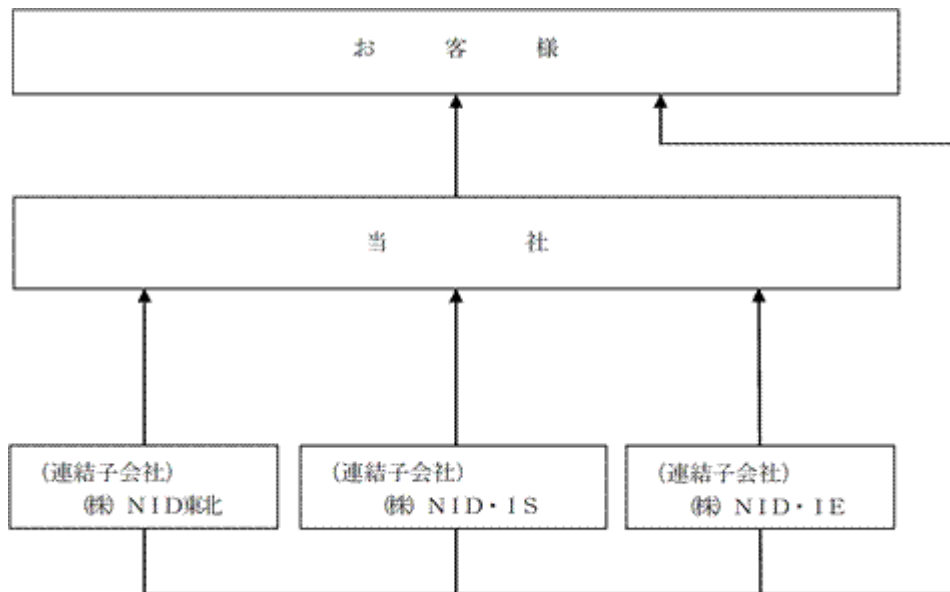 お客様
当社
(連結子会社)
㈱ NID東北
(連結子会社)
㈱ NID・IS
(連結子会社)
㈱ NID・IE